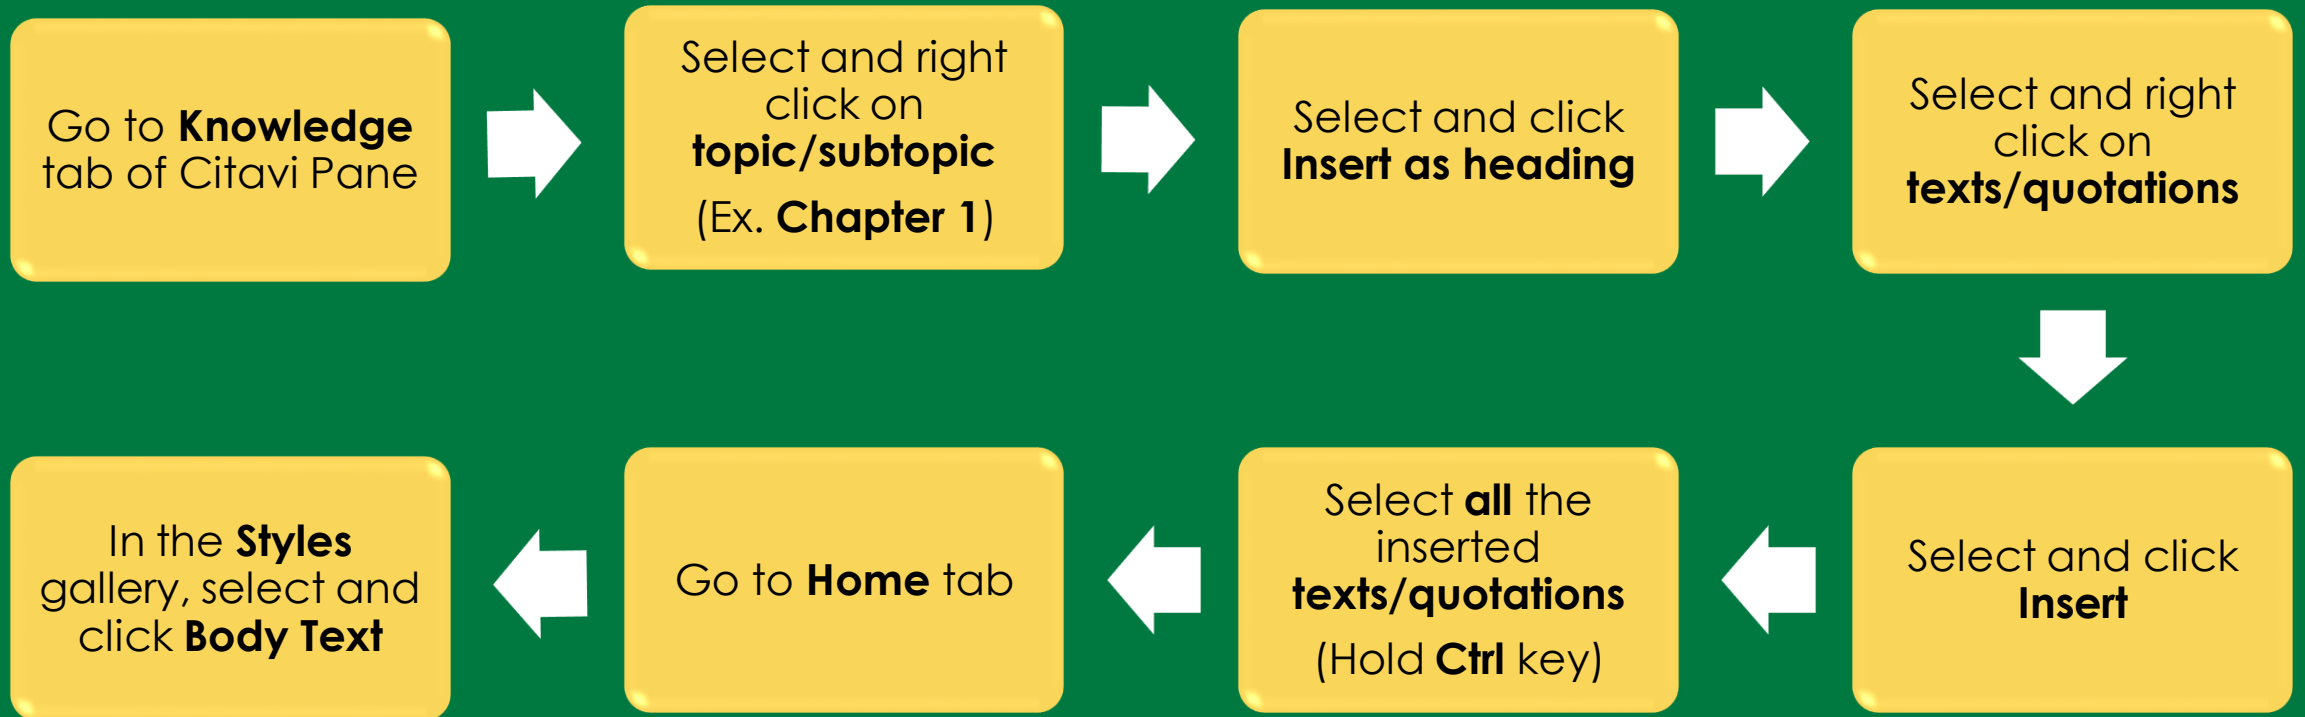 Go to Knowledge
tab of Citavi Pane
Select and right
click on
topic/subtopic
(Ex. Chapter 1)
Select and click
Insert as heading
Select and right
click on
texts/quotations
Select and click
Insert
Select all the
inserted
texts/quotations
(Hold Ctrl key)
Go to Home tab
In the Styles
gallery, select and
click Body Text